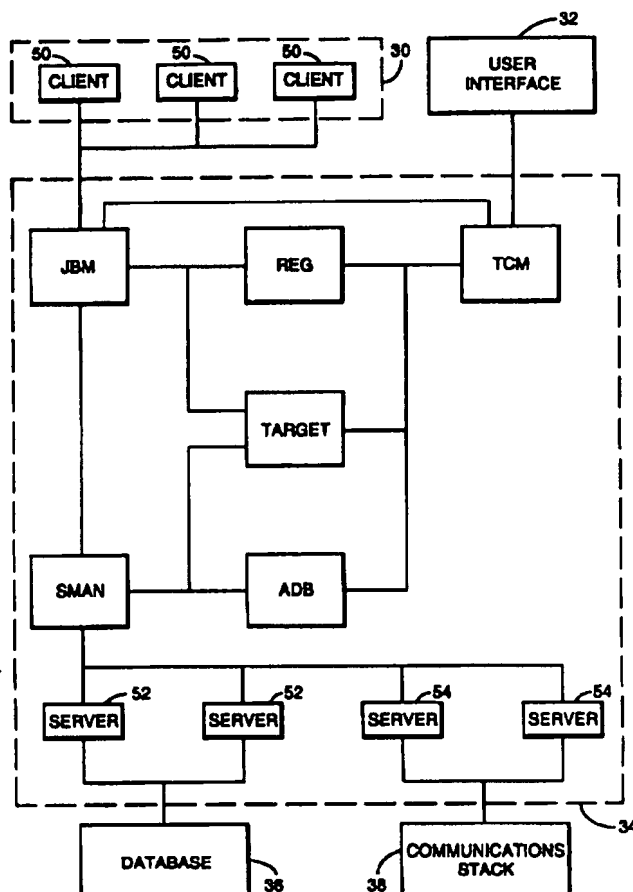 50 50 50
CLIENT CLIENT CLIENT
30
32
USER
INTERFACE
JBM REG TCM
TARGET
SMAN ADB
52 52 54 54
SERVER SERVER SERVER SERVER
34
DATABASE
36
COMMUNICATIONS
STACK
38